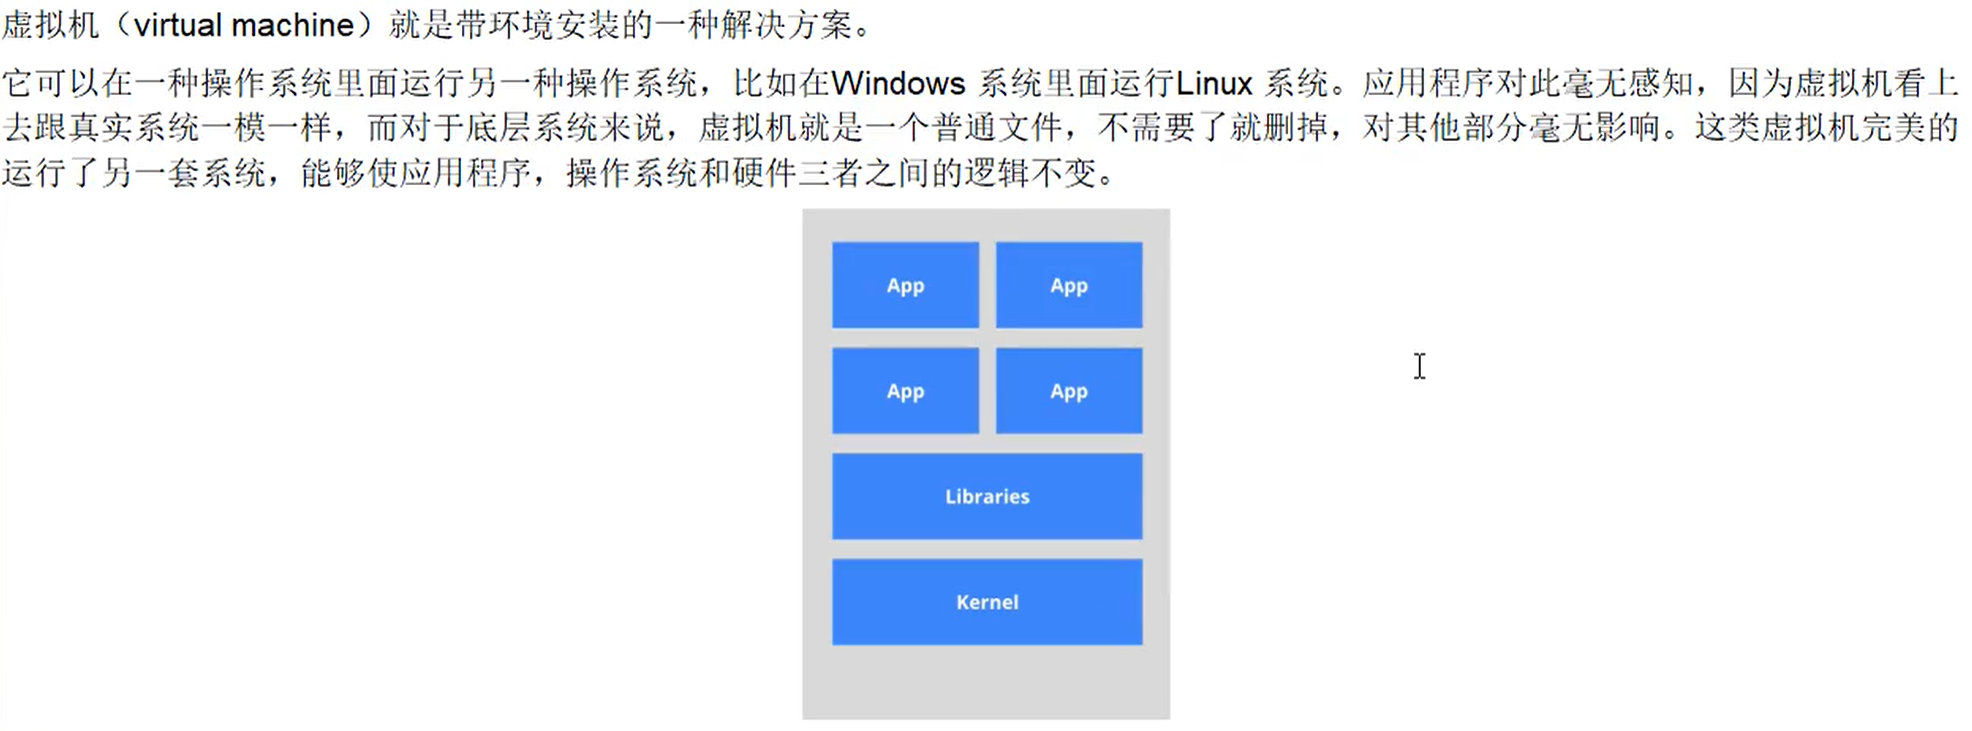 虚拟机（virtual machine）就是带环境安装的一种解决方案。
它可以在一种操作系统里面运行另一种操作系统，比如在Windows 系统里面运行Linux 系统。应用程序对此毫无感知，因为虚拟机看上
去跟真实系统一模一样，而对于底层系统来说，虚拟机就是一个普通文件，不需要了就删掉，对其他部分毫无影响。这类虚拟机完美的
运行了另一套系统，能够使应用程序，操作系统和硬件三者之间的逻辑不变。
App App
App App
Libraries
Kernel